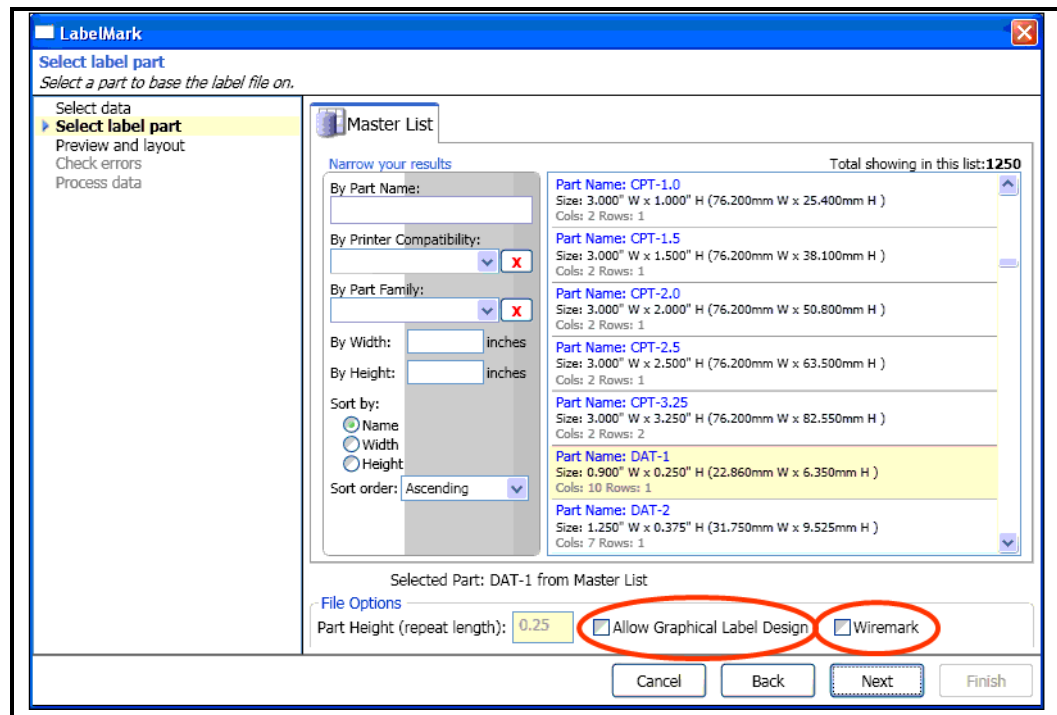 LabelMark
Select label part
Select a part to base the label file on.
Select data
Select label part
Preview and layout
Check errors
Process data
Master List
Narrow your results
Total showing in this list:1250
By Part Name:
By Printer Compatibility:
X
By Part Family:
X
By Width: inches
By Height: inches
Sort by:
Name
Width
Height
Sort order: Ascending
Part Name: CPT-1.0
Size: 3.000" W x 1.000" H (76.200mm W x 25.400mm H )
Cols: 2 Rows: 1
Part Name: CPT-1.5
Size: 3.000" W x 1.500" H (76.200mm W x 38.100mm H )
Cols: 2 Rows: 1
Part Name: CPT-2.0
Size: 3.000" W x 2.000" H (76.200mm W x 50.800mm H )
Cols: 2 Rows: 1
Part Name: CPT-2.5
Size: 3.000" W x 2.500" H (76.200mm W x 63.500mm H )
Cols: 2 Rows: 1
Part Name: CPT-3.25
Size: 3.000" W x 3.250" H (76.200mm W x 82.550mm H )
Cols: 2 Rows: 2
Part Name: DAT-1
Size: 0.900" W x 0.250" H (22.860mm W x 6.350mm H )
Cols: 10 Rows: 1
Part Name: DAT-2
Size: 1.250" W x 0.375" H (31.750mm W x 9.525mm H )
Cols: 7 Rows: 1
Selected Part: DAT-1 from Master List
File Options
Part Height (repeat length): 0.25 Allow Graphical Label Design Wiremark
Cancel Back Next Finish